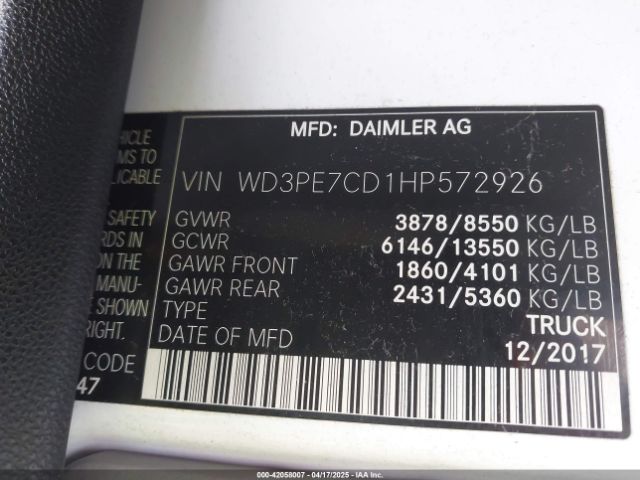 MFD: DAIMLER AG
HICLE
MS TO
LICABLE
VIN WD3PE7CD1HP572926
SAFETY
RDS IN
ON THE
MANU-
E SHOWN
RIGHT.
CODE
47
GVWR 3878/8550 KG/LB
GCWR 6146/13550 KG/LB
GAWR FRONT 1860/4101 KG/LB
GAWR REAR 2431/5360 KG/LB
TYPE TRUCK
DATE OF MFD 12/2017
000-42058007 - 04/17/2025 - IAA Inc.